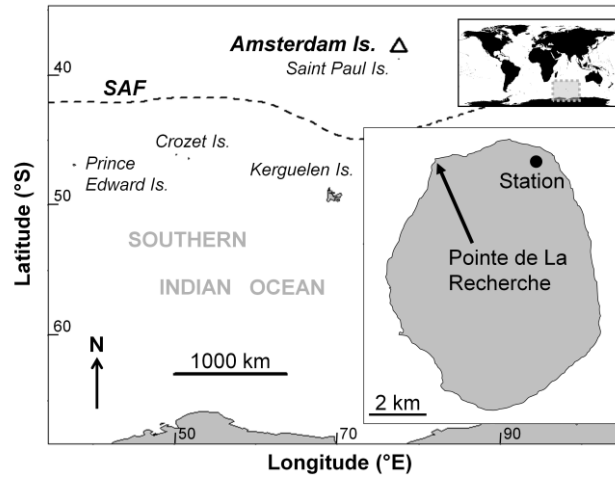 Amsterdam Is.
Saint Paul Is.
40
SAF
Crozet Is.
Prince
Edward Is.
Kerguelen Is.
Station
50
Pointe de La
Recherche
Latitude (°S)
SOUTHERN
INDIAN OCEAN
60
N
1000 km
2 km
50
70
90
Longitude (°E)